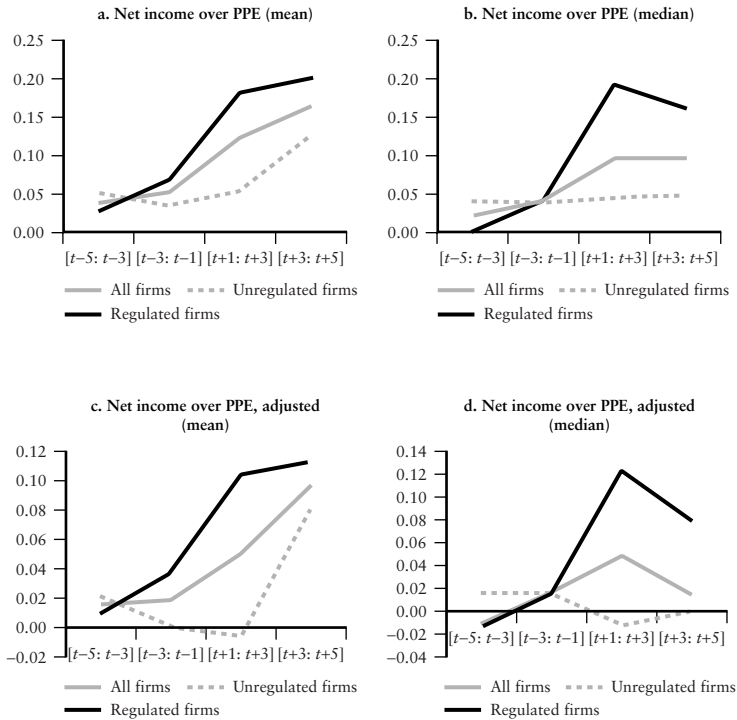 a. Net income over PPE (mean)
0.25
0.20
0.15
0.10
0.05
0.00
[t−5: t−3] [t−3: t−1] [t+1: t+3] [t+3: t+5]
All firms Unregulated firms
Regulated firms
b. Net income over PPE (median)
0.25
0.20
0.15
0.10
0.05
0.00
[t−5: t−3] [t−3: t−1] [t+1: t+3] [t+3: t+5]
All firms Unregulated firms
Regulated firms
c. Net income over PPE, adjusted
(mean)
0.12
0.10
0.08
0.06
0.04
0.02
0.00
−0.02
[t−5: t−3] [t−3: t−1] [t+1: t+3] [t+3: t+5]
All firms Unregulated firms
Regulated firms
d. Net income over PPE, adjusted
(median)
0.14
0.12
0.10
0.08
0.06
0.04
0.02
0.00
−0.02
−0.04
[t−5: t−3] [t−3: t−1] [t+1: t+3] [t+3: t+5]
All firms Unregulated firms
Regulated firms